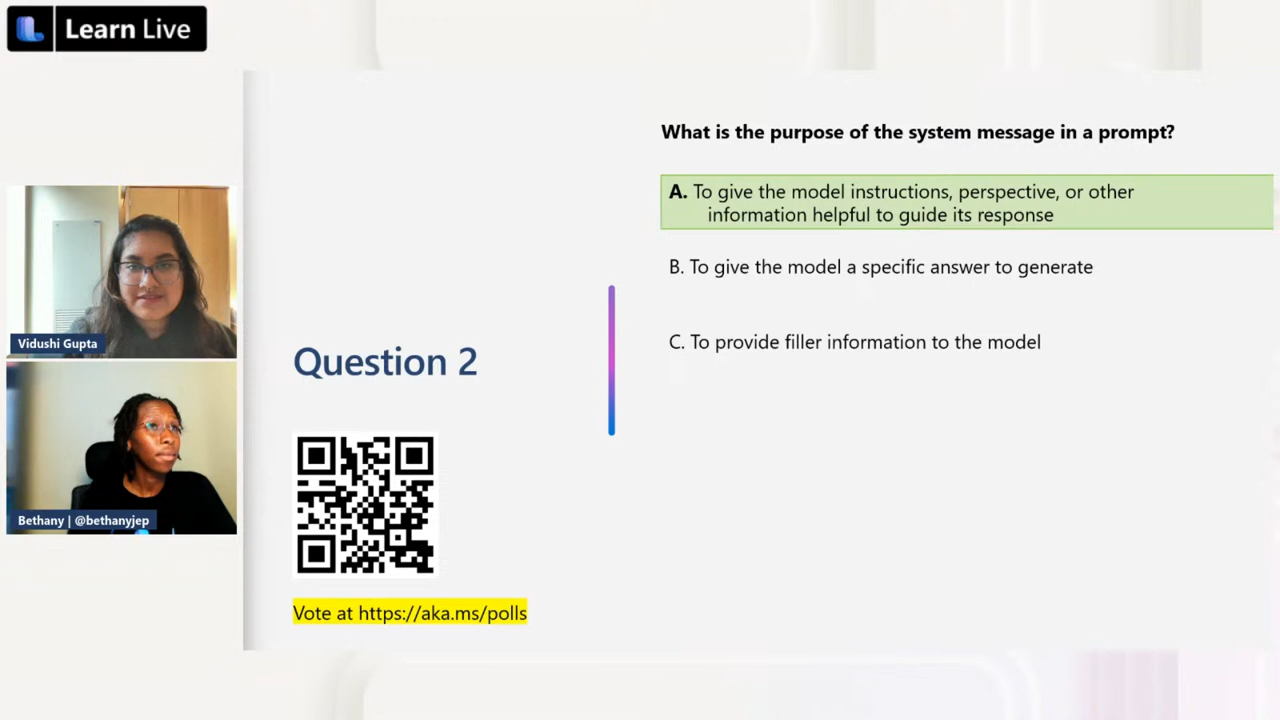 Learn Live
What is the purpose of the system message in a prompt?
A. To give the model instructions, perspective, or other
information helpful to guide its response
B. To give the model a specific answer to generate
C. To provide filler information to the model
Vidushi Gupta
Question 2
Bethany | @bethanyjep
Vote at https://aka.ms/polls